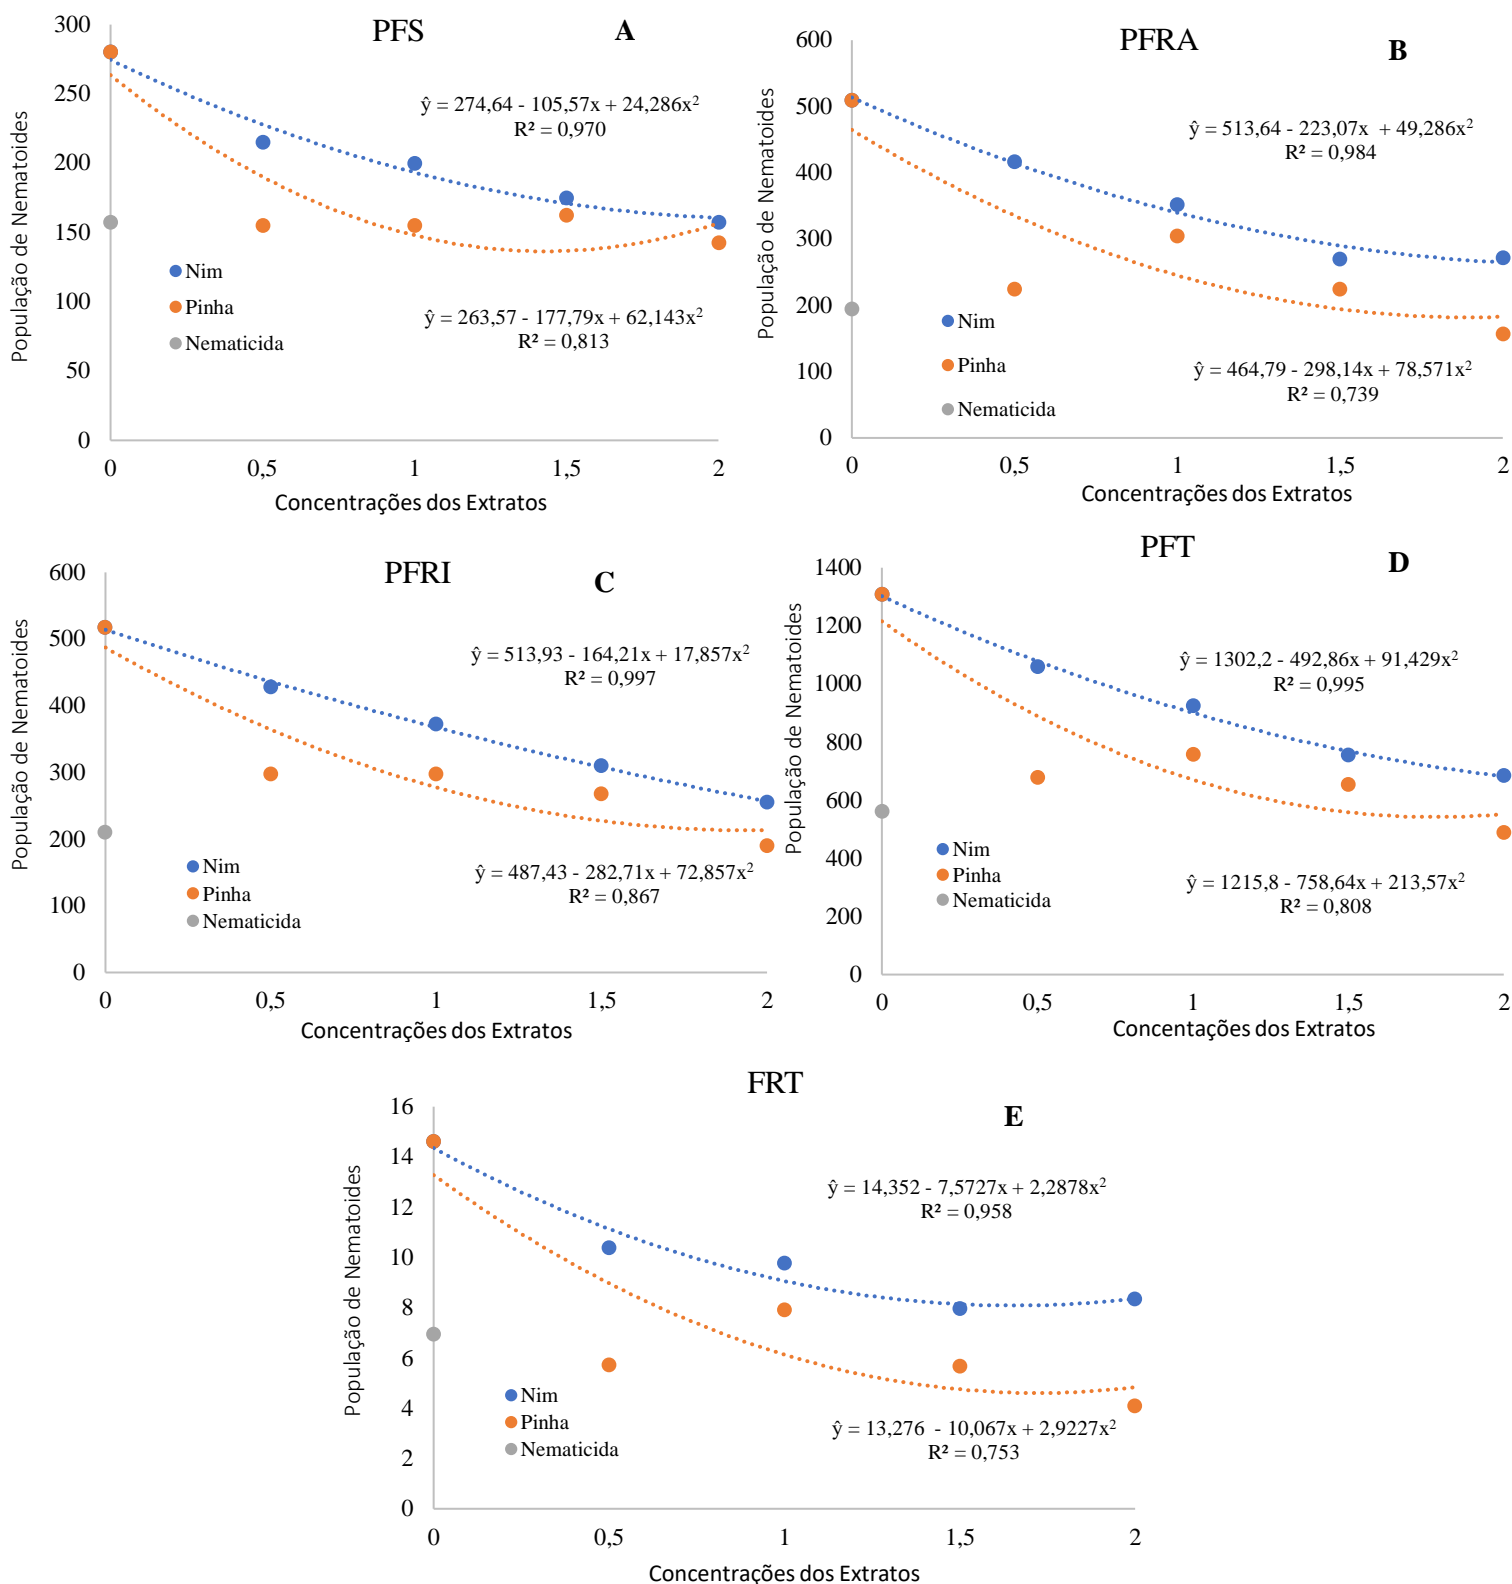 PFS
A
300
250
200
150
100
50
0
População de Nematoides
ŷ = 274,64 - 105,57x + 24,286x²
R² = 0,970
Nim
Pinha
Nematicida
ŷ = 263,57 - 177,79x + 62,143x²
R² = 0,813
0 0,5 1 1,5 2
Concentrações dos Extratos
PFRA
B
600
500
400
300
200
100
0
População de Nematoides
ŷ = 513,64 - 223,07x + 49,286x²
R² = 0,984
Nim
Pinha
Nematicida
ŷ = 464,79 - 298,14x + 78,571x²
R² = 0,739
0 0,5 1 1,5 2
Concentrações dos Extratos
PFRI
C
600
500
400
300
200
100
0
População de Nematoides
ŷ = 513,93 - 164,21x + 17,857x²
R² = 0,997
Nim
Pinha
Nematicida
ŷ = 487,43 - 282,71x + 72,857x²
R² = 0,867
0 0,5 1 1,5 2
Concentrações dos Extratos
PFT
D
1400
1200
1000
800
600
400
200
0
População de Nematoides
ŷ = 1302,2 - 492,86x + 91,429x²
R² = 0,995
Nim
Pinha
Nematicida
ŷ = 1215,8 - 758,64x + 213,57x²
R² = 0,808
0 0,5 1 1,5 2
Concentações dos Extratos
FRT
E
16
14
12
10
8
6
4
2
0
População de Nematoides
ŷ = 14,352 - 7,5727x + 2,2878x²
R² = 0,958
Nim
Pinha
Nematicida
ŷ = 13,276 - 10,067x + 2,9227x²
R² = 0,753
0 0,5 1 1,5 2
Concentrações dos Extratos